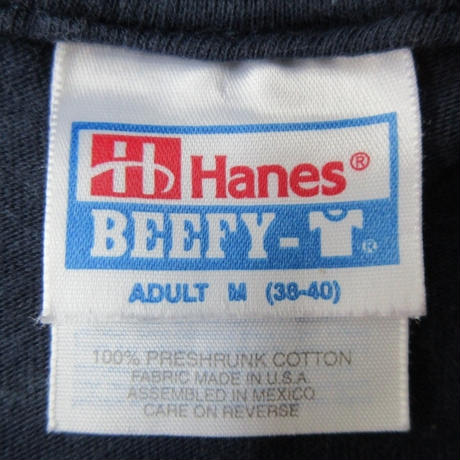 Hanes®
BEEFY-T®
ADULT M (38-40)
100% PRESHRUNK COTTON
FABRIC MADE IN U.S.A.
ASSEMBLED IN MEXICO
CARE ON REVERSE